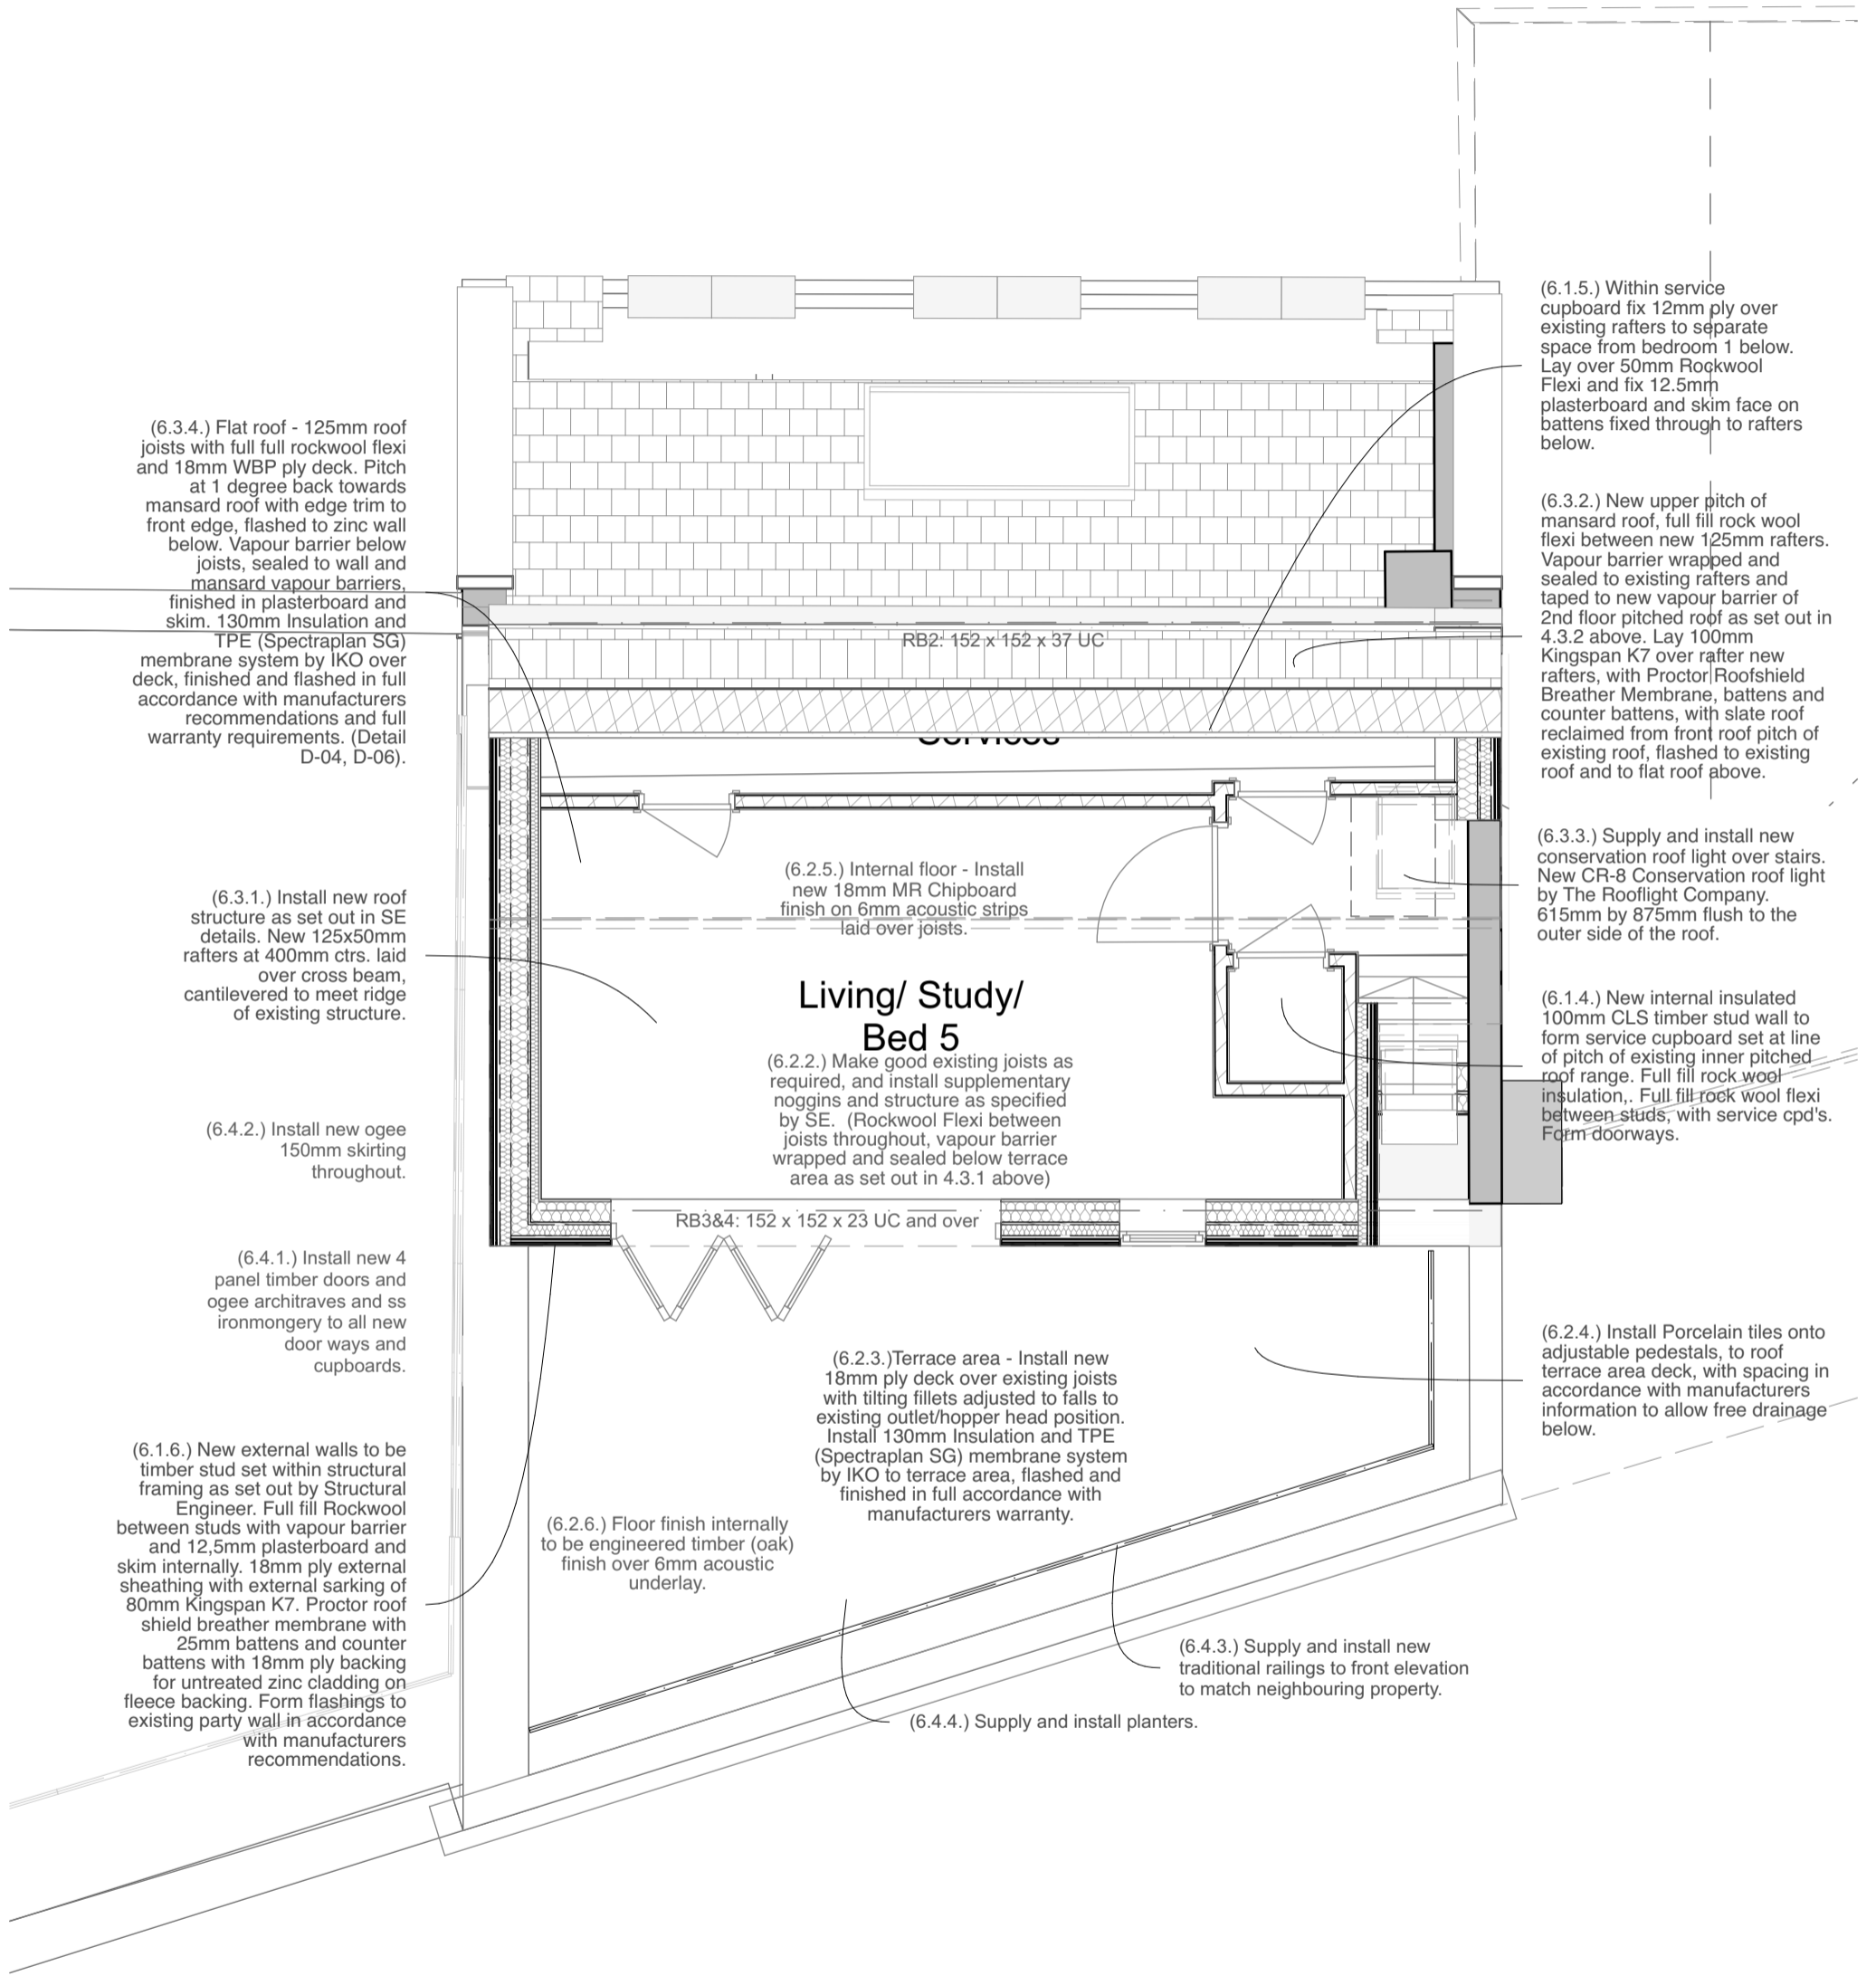 (6.3.4.) Flat roof - 125mm roof
joists with full full rockwool flexi
and 18mm WBP ply deck. Pitch
at 1 degree back towards
mansard roof with edge trim to
front edge, flashed to zinc wall
below. Vapour barrier below
joists, sealed to wall and
mansard vapour barriers,
finished in plasterboard and
skim. 130mm Insulation and
TPE (Spectraplan SG)
membrane system by IKO over
deck, finished and flashed in full
accordance with manufacturers
recommendations and full
warranty requirements. (Detail
D-04, D-06).
(6.3.1.) Install new roof
structure as set out in SE
details. New 125x50mm
rafters at 400mm ctrs. laid
over cross beam,
cantilevered to meet ridge
of existing structure.
(6.4.2.) Install new ogee
150mm skirting
throughout.
(6.4.1.) Install new 4
panel timber doors and
ogee architraves and ss
ironmongery to all new
door ways and
cupboards.
(6.1.6.) New external walls to be
timber stud set within structural
framing as set out by Structural
Engineer. Full fill Rockwool
between studs with vapour barrier
and 12,5mm plasterboard and
skim internally. 18mm ply external
sheathing with external sarking of
80mm Kingspan K7. Proctor roof
shield breather membrane with
25mm battens and counter
battens with 18mm ply backing
for untreated zinc cladding on
fleece backing. Form flashings to
existing party wall in accordance
with manufacturers
recommendations.
RB2: 152 x 152 x 37 UC
Services
(6.2.5.) Internal floor - Install
new 18mm MR Chipboard
finish on 6mm acoustic strips
laid over joists.
Living/ Study/
Bed 5
(6.2.2.) Make good existing joists as
required, and install supplementary
noggins and structure as specified
by SE.  (Rockwool Flexi between
joists throughout, vapour barrier
wrapped and sealed below terrace
area as set out in 4.3.1 above)
RB3&4: 152 x 152 x 23 UC and over
(6.2.3.)Terrace area - Install new
18mm ply deck over existing joists
with tilting fillets adjusted to falls to
existing outlet/hopper head position.
Install 130mm Insulation and TPE
(Spectraplan SG) membrane system
by IKO to terrace area, flashed and
finished in full accordance with
manufacturers warranty.
(6.2.6.) Floor finish internally
to be engineered timber (oak)
finish over 6mm acoustic
underlay.
(6.4.3.) Supply and install new
traditional railings to front elevation
to match neighbouring property.
(6.4.4.) Supply and install planters.
(6.1.5.) Within service
cupboard fix 12mm ply over
existing rafters to separate
space from bedroom 1 below.
Lay over 50mm Rockwool
Flexi and fix 12.5mm
plasterboard and skim face on
battens fixed through to rafters
below.
(6.3.2.) New upper pitch of
mansard roof, full fill rock wool
flexi between new 125mm rafters.
Vapour barrier wrapped and
sealed to existing rafters and
taped to new vapour barrier of
2nd floor pitched roof as set out in
4.3.2 above. Lay 100mm
Kingspan K7 over rafter new
rafters, with Proctor Roofshield
Breather Membrane, battens and
counter battens, with slate roof
reclaimed from front roof pitch of
existing roof, flashed to existing
roof and to flat roof above.
(6.3.3.) Supply and install new
conservation roof light over stairs.
New CR-8 Conservation roof light
by The Rooflight Company.
615mm by 875mm flush to the
outer side of the roof.
(6.1.4.) New internal insulated
100mm CLS timber stud wall to
form service cupboard set at line
of pitch of existing inner pitched
roof range. Full fill rock wool
insulation,. Full fill rock wool flexi
between studs, with service cpd's.
Form doorways.
(6.2.4.) Install Porcelain tiles onto
adjustable pedestals, to roof
terrace area deck, with spacing in
accordance with manufacturers
information to allow free drainage
below.